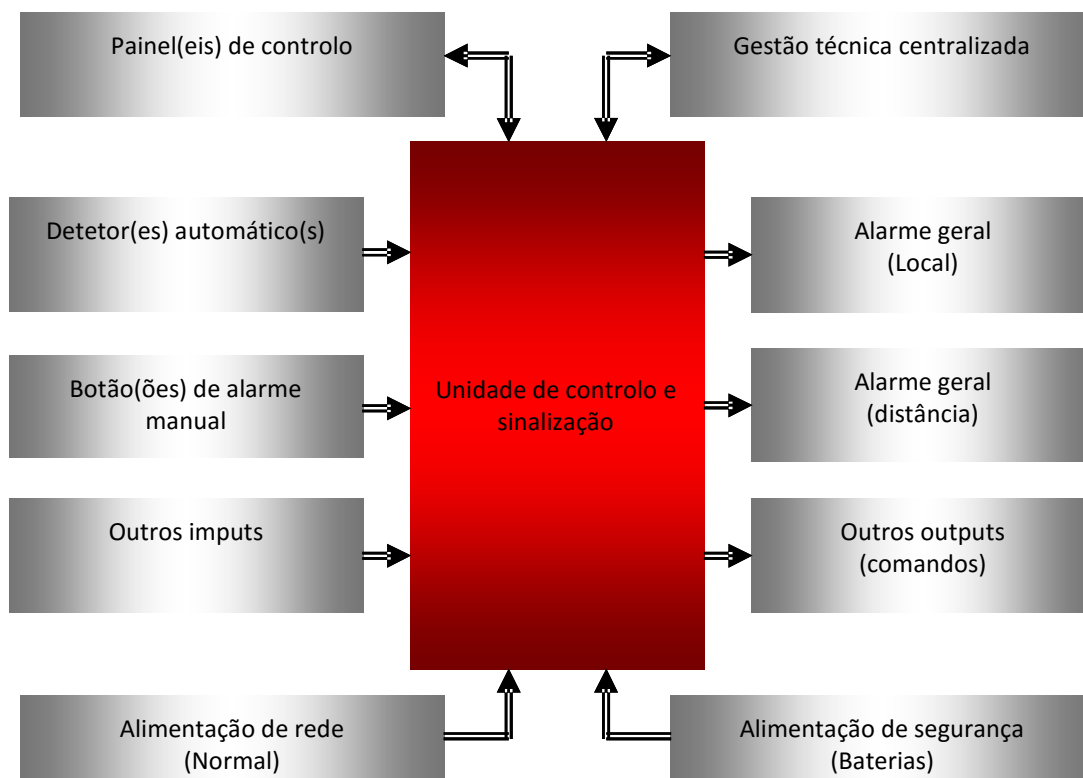 Painel(eis) de controlo
Gestão técnica centralizada
Detetor(es) automático(s)
Alarme geral
(Local)
Botão(ões) de alarme
manual
Unidade de controlo e
sinalização
Alarme geral
(distância)
Outros imputs
Outros outputs
(comandos)
Alimentação de rede
(Normal)
Alimentação de segurança
(Baterias)